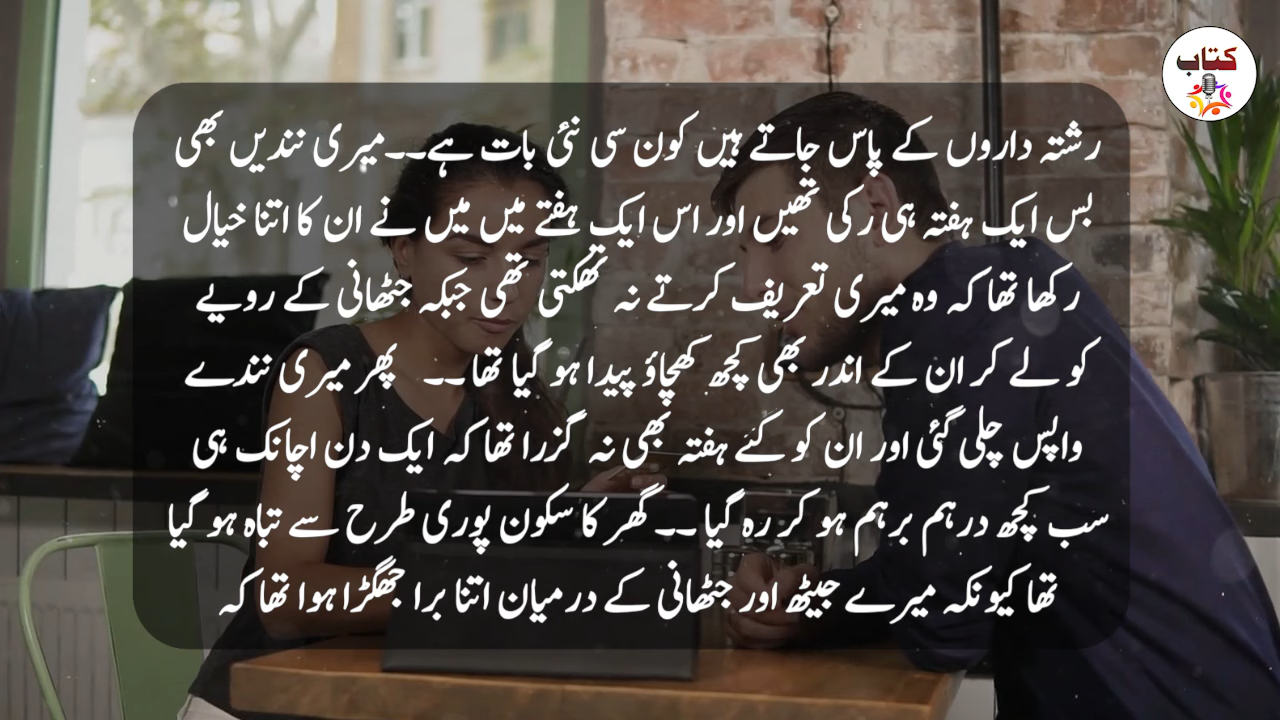 کتاب
رشتہ داروں کے پاس جاتے ہیں کون سی نئی بات ہے۔۔میری نندیں بھی
بس ایک ہفتہ ہی رکی تھیں اور اس ایک ہفتے میں میں نے ان کا اتنا خیال
رکھا تھا کہ وہ میری تعریف کرتے نہ تھکتی تھی جبکہ جٹھانی کے رویے
کو لے کر ان کے اندر بھی کچھ کھچاؤ پیدا ہو گیا تھا ۔۔ پھر میری نندے
واپس چلی گئی اور ان کو گئے ہفتہ بھی نہ گزرا تھا کہ ایک دن اچانک ہی
سب کچھ درہم برہم ہو کر رہ گیا ۔۔ گھر کا سکون پوری طرح سے تباہ ہو گیا
تھا کیونکہ میرے جیٹھ اور جٹھانی کے درمیان اتنا برا جھگڑا ہوا تھا کہ